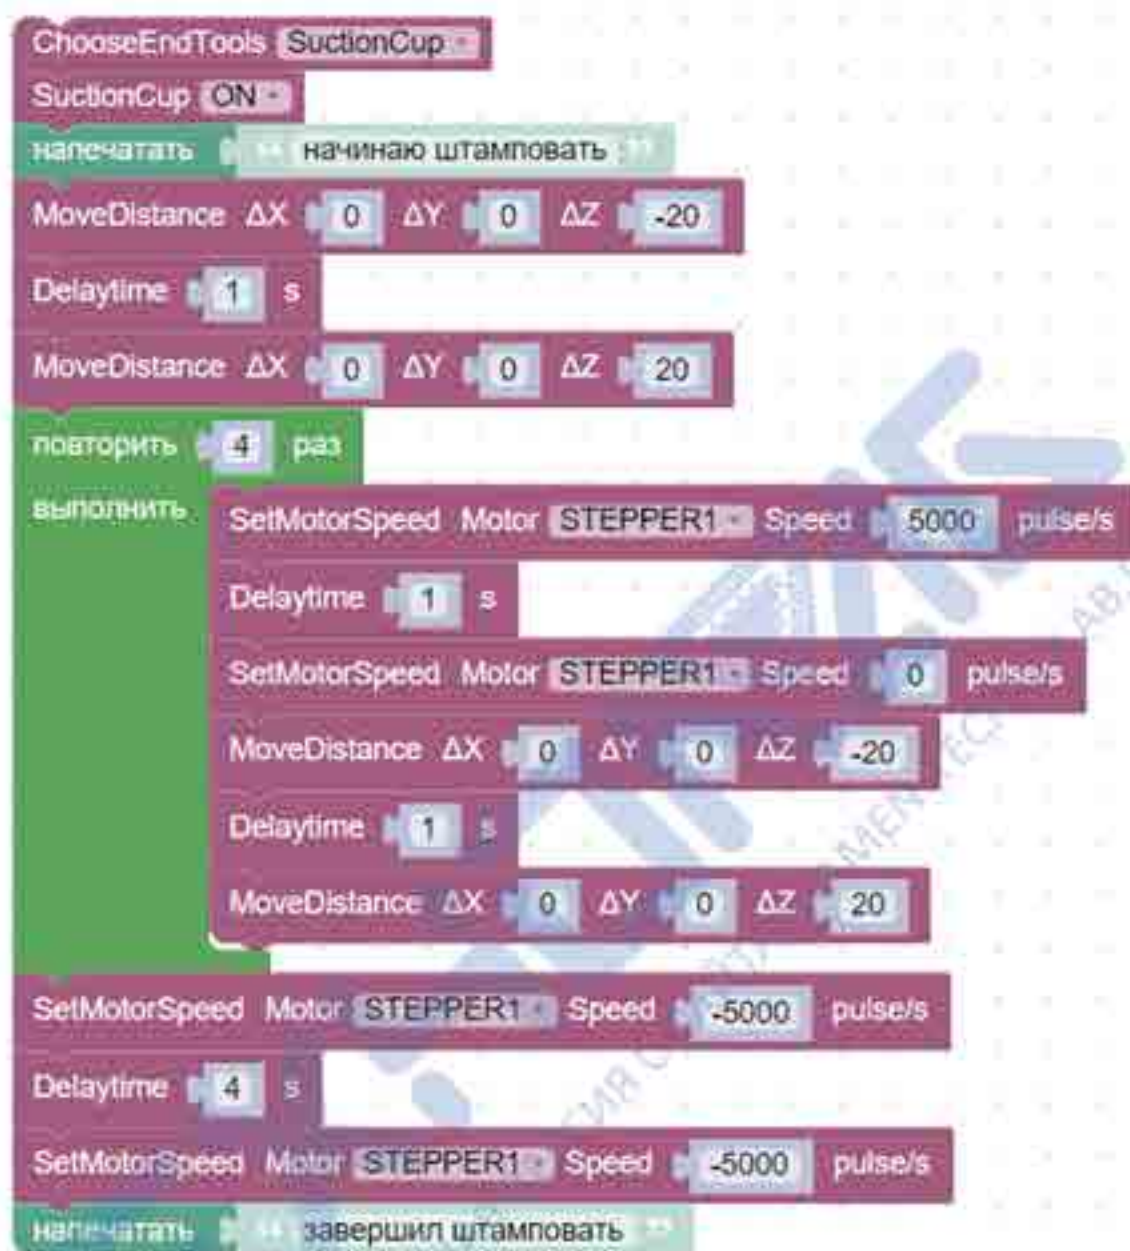 ChooseEndTools SuctionCup
SuctionCup ON
напечатать “ начинаю штамповать ”
MoveDistance ΔX 0 ΔY 0 ΔZ -20
Delaytime 1 s
MoveDistance ΔX 0 ΔY 0 ΔZ 20
повторить 4 раз
выполнить
SetMotorSpeed Motor STEPPER1 Speed 5000 pulse/s
Delaytime 1 s
SetMotorSpeed Motor STEPPER1 Speed 0 pulse/s
MoveDistance ΔX 0 ΔY 0 ΔZ -20
Delaytime 1 s
MoveDistance ΔX 0 ΔY 0 ΔZ 20
SetMotorSpeed Motor STEPPER1 Speed -5000 pulse/s
Delaytime 4 s
SetMotorSpeed Motor STEPPER1 Speed -5000 pulse/s
напечатать “ завершил штамповать ”